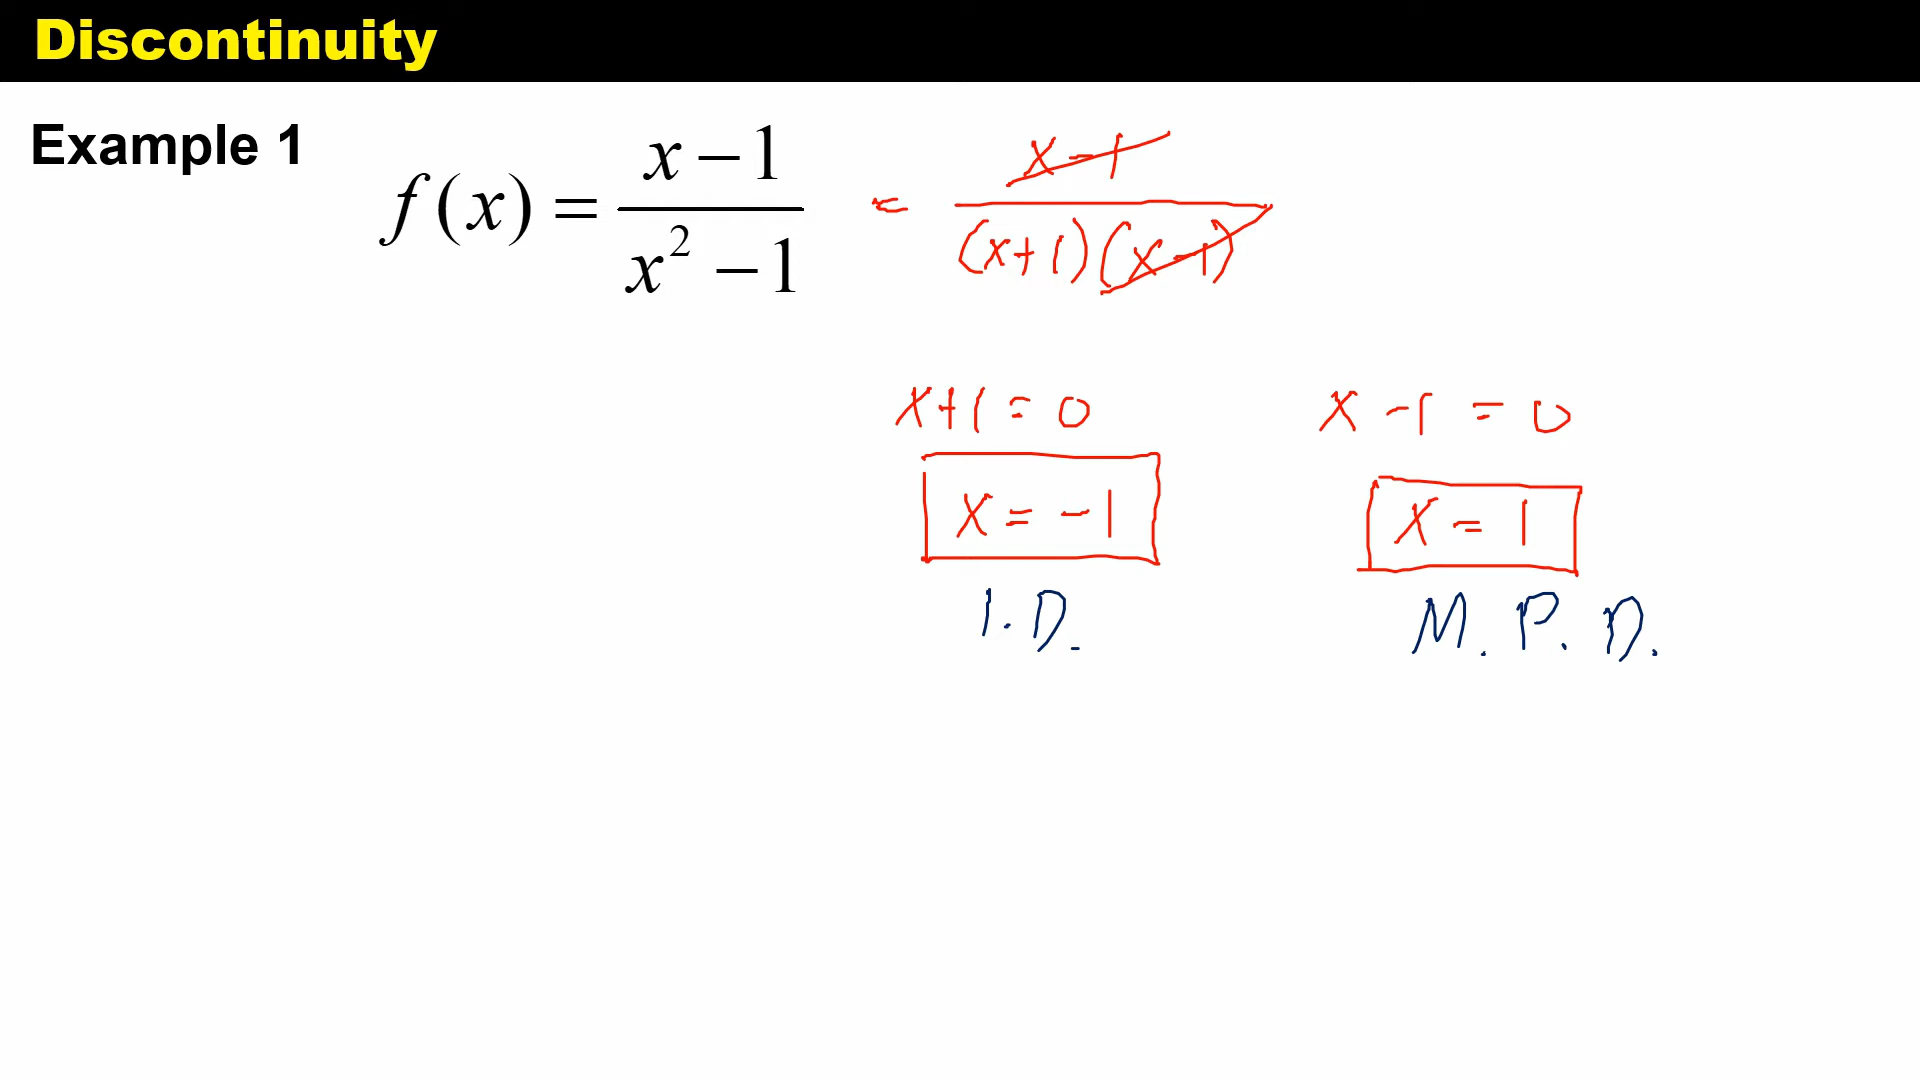 Discontinuity
Example 1
f(x) = (x − 1)/(x² − 1) = (x − 1)/((x+1)(x−1))
x+1 = 0
x − 1 = 0
x = −1
x = 1
I. D.
M. P. D.